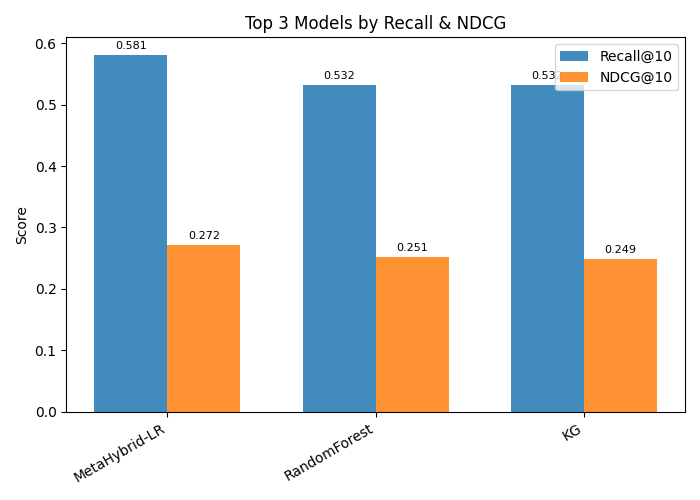 Top 3 Models by Recall & NDCG
Recall@10
NDCG@10
Score
0.6
0.5
0.4
0.3
0.2
0.1
0.0
0.581
0.272
0.532
0.251
0.249
MetaHybrid-LR
RandomForest
KG